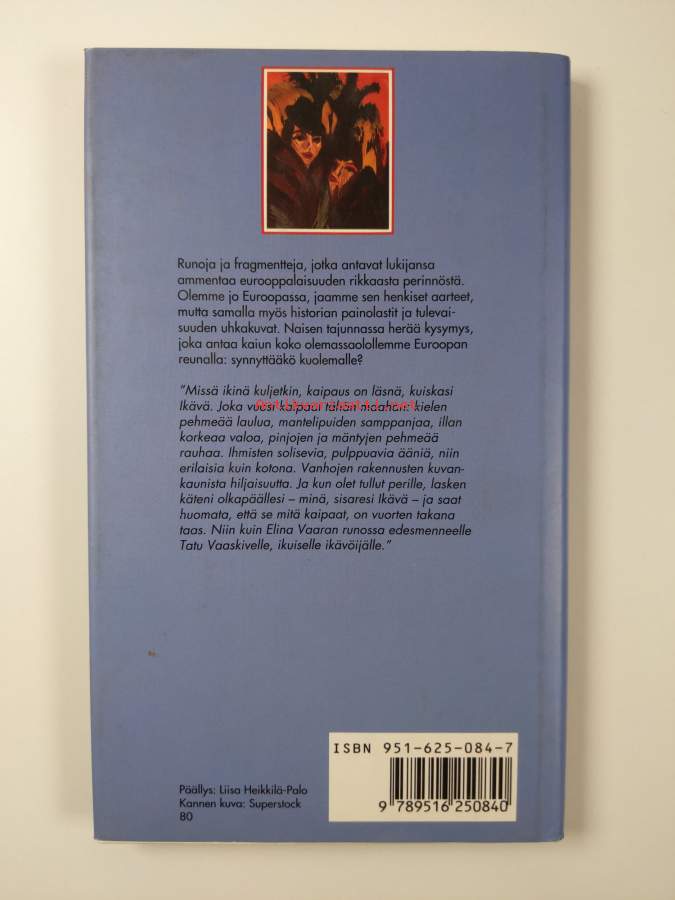 Runoja ja fragmentteja, jotka antavat lukijansa
ammentaa eurooppalaisuuden rikkaasta perinnöstä.
Olemme jo Euroopassa, jaamme sen henkiset aarteet,
mutta samalla myös historian painolastit ja tulevai-
suuden uhkakuvat. Naisen tajunnassa herää kysymys,
joka antaa kaiun koko olemassaolollemme Euroopan
reunalla: synnyttääkö kuolemalle?
”Missä ikinä kuljetkin, kaipaus on läsnä, kuiskasi
Ikävä. Joka vuosi kaipaat tähän maahan: kielen
Antikvariaatti.net
pehmeää laulua, mantelipuiden samppanjaa, illan
korkeaa valoa, pinjojen ja mäntyjen pehmeää
rauhaa. Ihmisten solisevia, pulppuavia ääniä, niin
erilaisia kuin kotona. Vanhojen rakennusten kuvan-
kaunista hiljaisuutta. Ja kun olet tullut perille, lasken
käteni olkapäällesi – minä, sisaresi Ikävä – ja saat
huomata, että se mitä kaipaat, on vuorten takana
taas. Niin kuin Elina Vaaran runossa edesmenneelle
Tatu Vaaskivelle, ikuiselle ikävöijälle.”
ISBN 951-625-084-7
9 789516 250840
Päällys: Liisa Heikkilä-Palo
Kannen kuva: Superstock
80